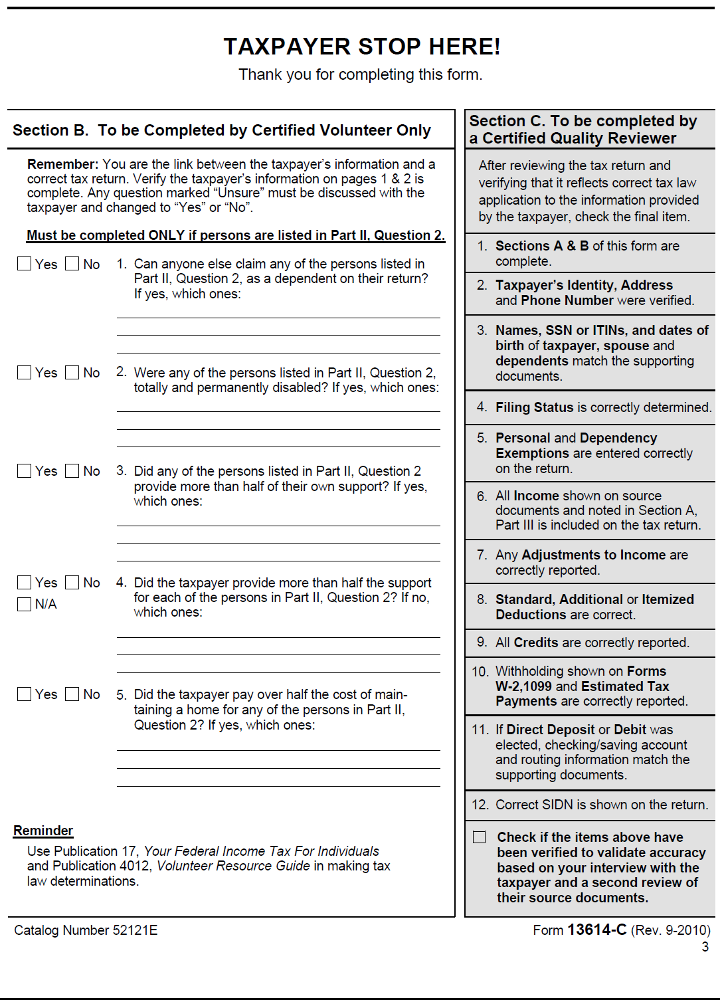 TAXPAYER STOP HERE!
Thank you for completing this form.
Section B.  To be Completed by Certified Volunteer Only
Remember: You are the link between the taxpayer's information and a
correct tax return. Verify the taxpayer's information on pages 1 & 2 is
complete. Any question marked “Unsure” must be discussed with the
taxpayer and changed to “Yes” or “No”.
Must be completed ONLY if persons are listed in Part II, Question 2.
Yes No 1. Can anyone else claim any of the persons listed in
Part II, Question 2, as a dependent on their return?
If yes, which ones:
Yes No 2. Were any of the persons listed in Part II, Question 2,
totally and permanently disabled? If yes, which ones:
Yes No 3. Did any of the persons listed in Part II, Question 2
provide more than half of their own support? If yes,
which ones:
Yes No 4. Did the taxpayer provide more than half the support
N/A for each of the persons in Part II, Question 2? If no,
which ones:
Yes No 5. Did the taxpayer pay over half the cost of main-
taining a home for any of the persons in Part II,
Question 2? If yes, which ones:
Reminder
Use Publication 17, Your Federal Income Tax For Individuals
and Publication 4012, Volunteer Resource Guide in making tax
law determinations.
Section C. To be completed by
a Certified Quality Reviewer
After reviewing the tax return and
verifying that it reflects correct tax law
application to the information provided
by the taxpayer, check the final item.
1. Sections A & B of this form are
complete.
2. Taxpayer's Identity, Address
and Phone Number were verified.
3. Names, SSN or ITINs, and dates of
birth of taxpayer, spouse and
dependents match the supporting
documents.
4. Filing Status is correctly determined.
5. Personal and Dependency
Exemptions are entered correctly
on the return.
6. All Income shown on source
documents and noted in Section A,
Part III is included on the tax return.
7. Any Adjustments to Income are
correctly reported.
8. Standard, Additional or Itemized
Deductions are correct.
9. All Credits are correctly reported.
10. Withholding shown on Forms
W-2,1099 and Estimated Tax
Payments are correctly reported.
11. If Direct Deposit or Debit was
elected, checking/saving account
and routing information match the
supporting documents.
12. Correct SIDN is shown on the return.
Check if the items above have
been verified to validate accuracy
based on your interview with the
taxpayer and a second review of
their source documents.
Catalog Number 52121E
Form 13614-C (Rev. 9-2010)
3